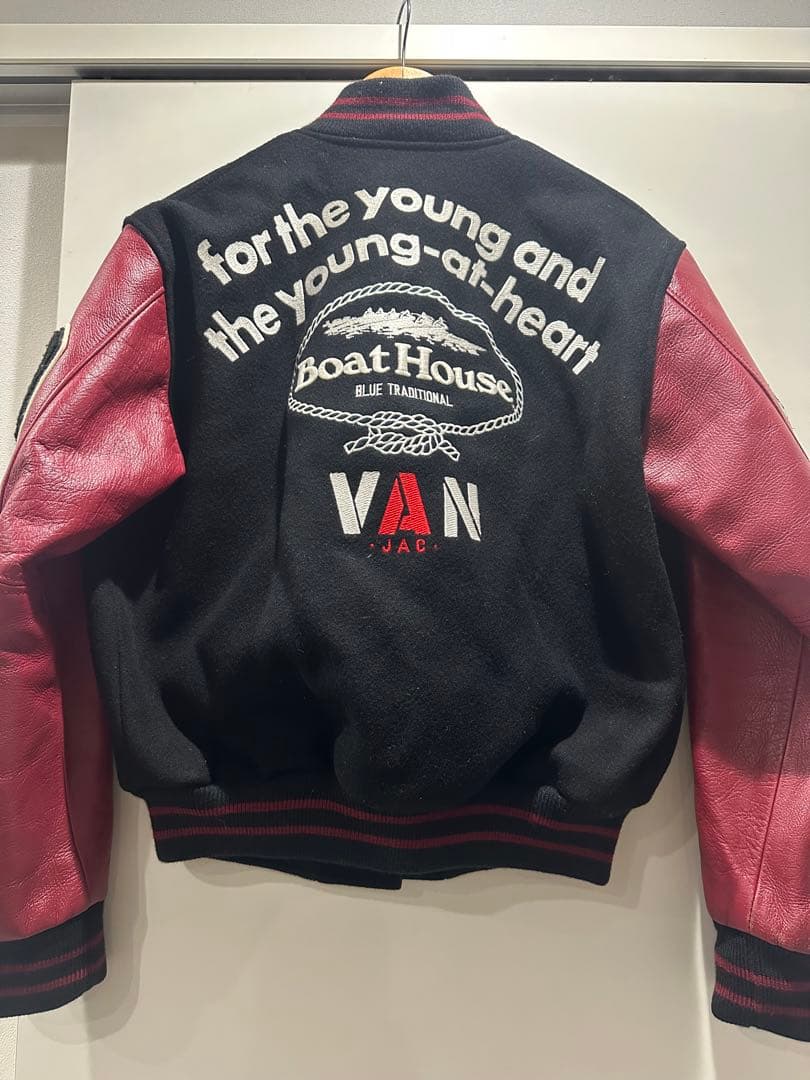 for the young and
the young-at-heart
Boat House
BLUE TRADITIONAL
VAN
·JAC·